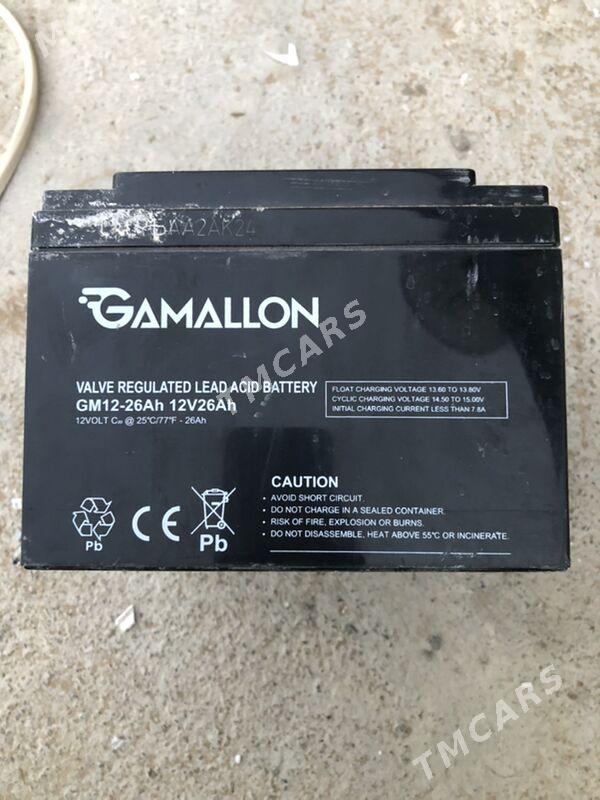 AA2AK24
GAMALLON
VALVE REGULATED LEAD ACID BATTERY
GM12-26Ah 12V26Ah
12VOLT C₂₀ @ 25℃/77℉ - 26Ah
FLOAT CHARGING VOLTAGE 13.60 TO 13.80V
CYCLIC CHARGING VOLTAGE 14.50 TO 15.00V
INITIAL CHARGING CURRENT LESS THAN 7.8A
CAUTION
• AVOID SHORT CIRCUIT.
• DO NOT CHARGE IN A SEALED CONTAINER.
• RISK OF FIRE, EXPLOSION OR BURNS.
• DO NOT DISASSEMBLE, HEAT ABOVE 55℃ OR INCINERATE.
Pb
CE
Pb
TMCARS
TMCARS